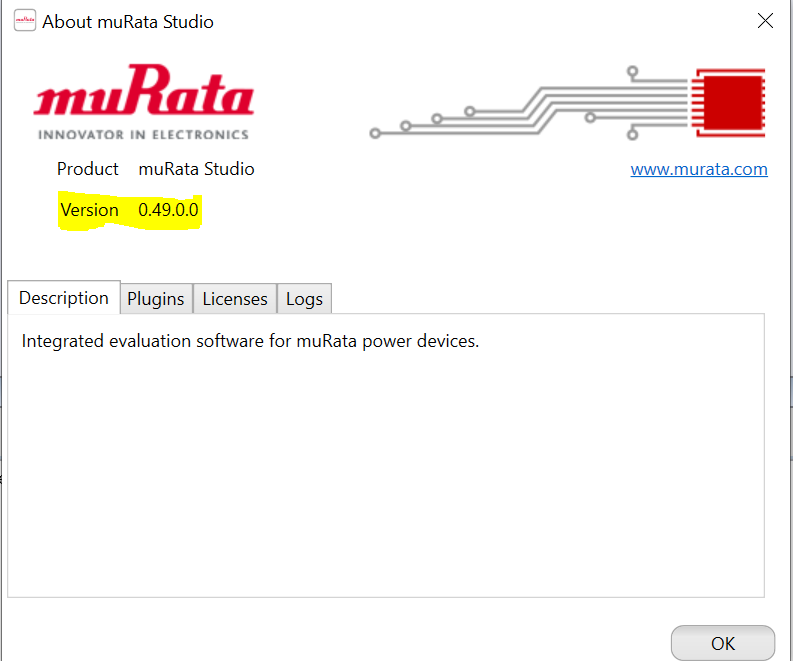 About muRata Studio
muRata
INNOVATOR IN ELECTRONICS
Product muRata Studio
www.murata.com
Version 0.49.0.0
Description Plugins Licenses Logs
Integrated evaluation software for muRata power devices.
OK